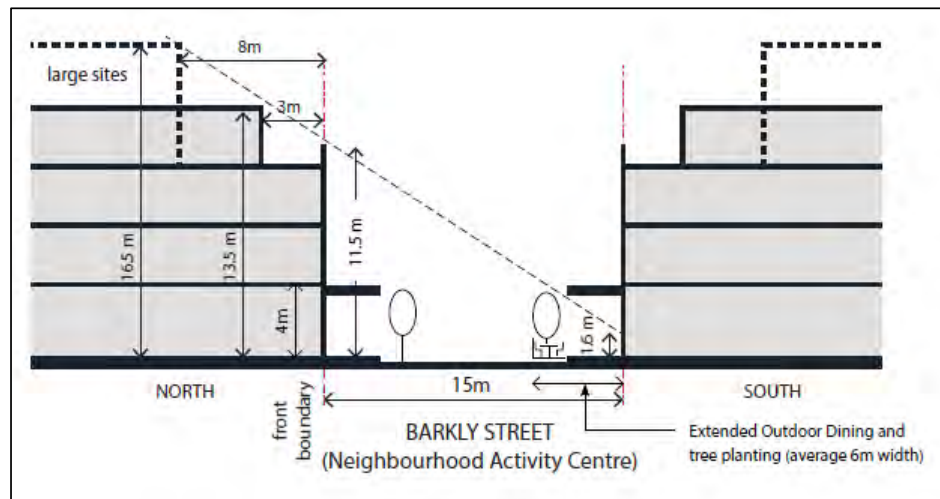 8m
large sites
3m
16.5 m
13.5 m
11.5 m
4m
1.6 m
15m
NORTH
SOUTH
front
boundary
BARKLY STREET
(Neighbourhood Activity Centre)
Extended Outdoor Dining and
tree planting (average 6m width)